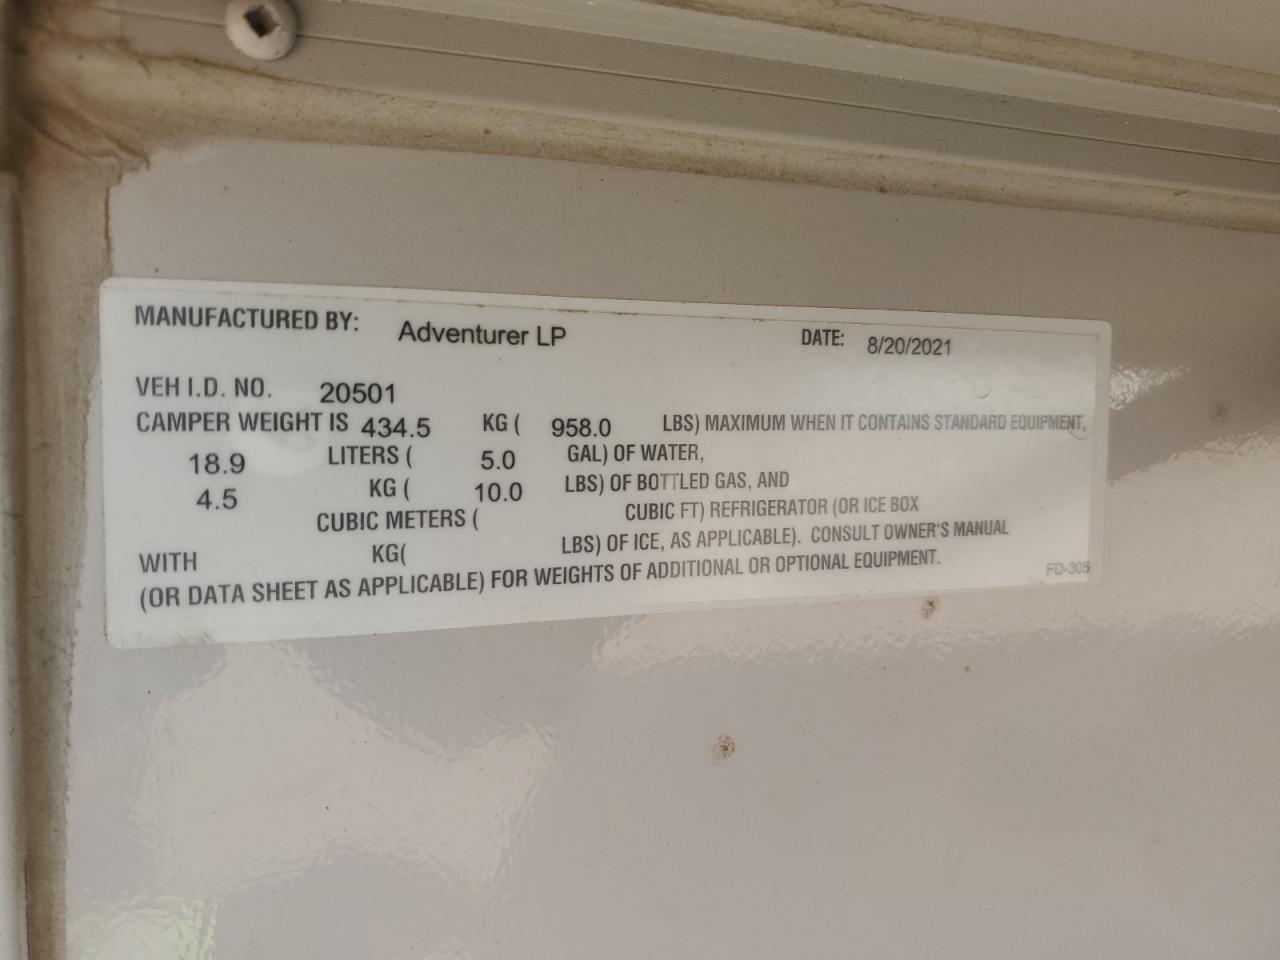 MANUFACTURED BY: Adventurer LP DATE: 8/20/2021
VEH I.D. NO. 20501
CAMPER WEIGHT IS 434.5 KG ( 958.0 LBS) MAXIMUM WHEN IT CONTAINS STANDARD EQUIPMENT,
18.9 LITERS ( 5.0 GAL) OF WATER,
4.5 KG ( 10.0 LBS) OF BOTTLED GAS, AND
CUBIC METERS ( CUBIC FT) REFRIGERATOR (OR ICE BOX
WITH KG( LBS) OF ICE, AS APPLICABLE). CONSULT OWNER'S MANUAL
(OR DATA SHEET AS APPLICABLE) FOR WEIGHTS OF ADDITIONAL OR OPTIONAL EQUIPMENT.
FD-305